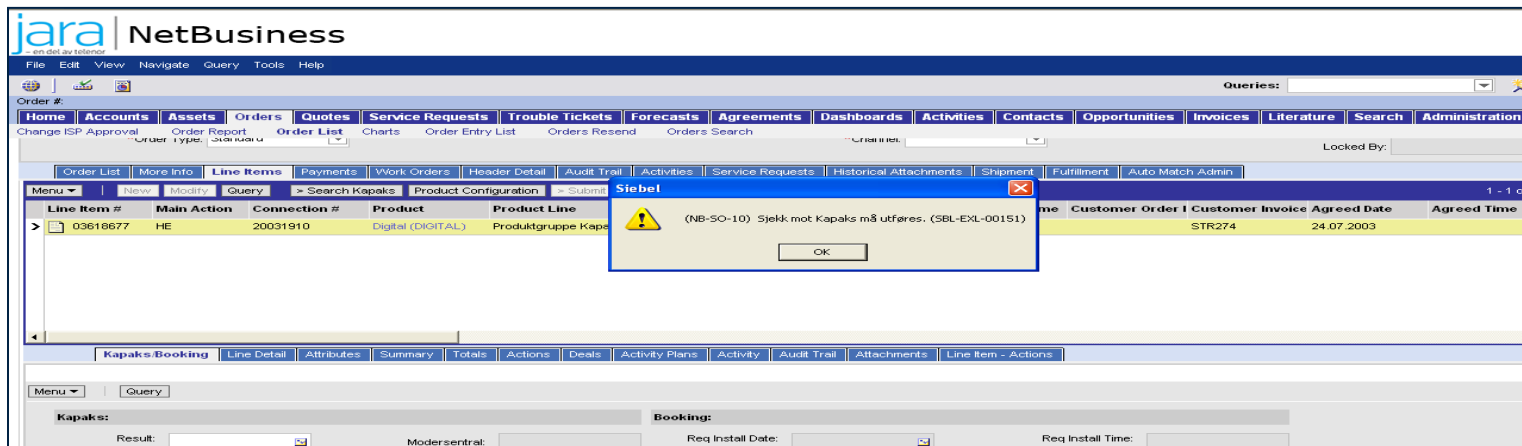 jara NetBusiness
– en del av telenor
File Edit View Navigate Query Tools Help
Queries:
Order #:
Home Accounts Assets Orders Quotes Service Requests Trouble Tickets Forecasts Agreements Dashboards Activities Contacts Opportunities Invoices Literature Search Administration
Change ISP Approval Order Report Order List Charts Order Entry List Orders Resend Orders Search
Order Type: Standard *Channel: Locked By:
Order List More Info Line Items Payments Work Orders Header Detail Audit Trail Activities Service Requests Historical Attachments Shipment Fulfillment Auto Match Admin
Menu New Modify Query > Search Kapaks Product Configuration > Submit 1 - 1 o
Siebel
(NB-SO-10) Sjekk mot Kapaks må utføres. (SBL-EXL-00151)
OK
Line Item # Main Action Connection # Product Product Line me Customer Order I Customer Invoice Agreed Date Agreed Time
03618677 HE 20031910 Digital (DIGITAL) Produktgruppe Kapa STR274 24.07.2003
Kapaks/Booking Line Detail Attributes Summary Totals Actions Deals Activity Plans Activity Audit Trail Attachments Line Item - Actions
Menu Query
Kapaks: Booking:
Result: Modersentral: Req Install Date: Req Install Time: